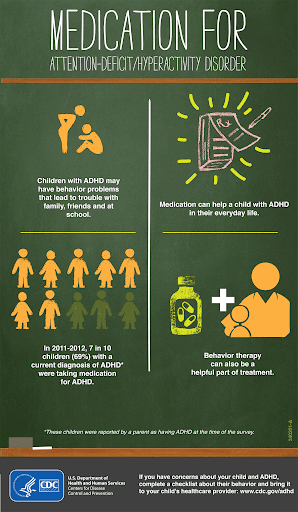 MEDICATION FOR
ATTENTION-DEFICIT/HYPERACTIVITY DISORDER
Children with ADHD may
have behavior problems
that lead to trouble with
family, friends and at
school.
Medication can help a child with ADHD
in their everyday life.
In 2011-2012, 7 in 10
children (69%) with a
current diagnosis of ADHD*
were taking medication
for ADHD.
Behavior therapy
can also be a
helpful part of treatment.
*These children were reported by a parent as having ADHD at the time of the survey.
CDC
U.S. Department of
Health and Human Services
Centers for Disease
Control and Prevention
If you have concerns about your child and ADHD,
complete a checklist about their behavior and bring it
to your child's healthcare provider: www.cdc.gov/adhd